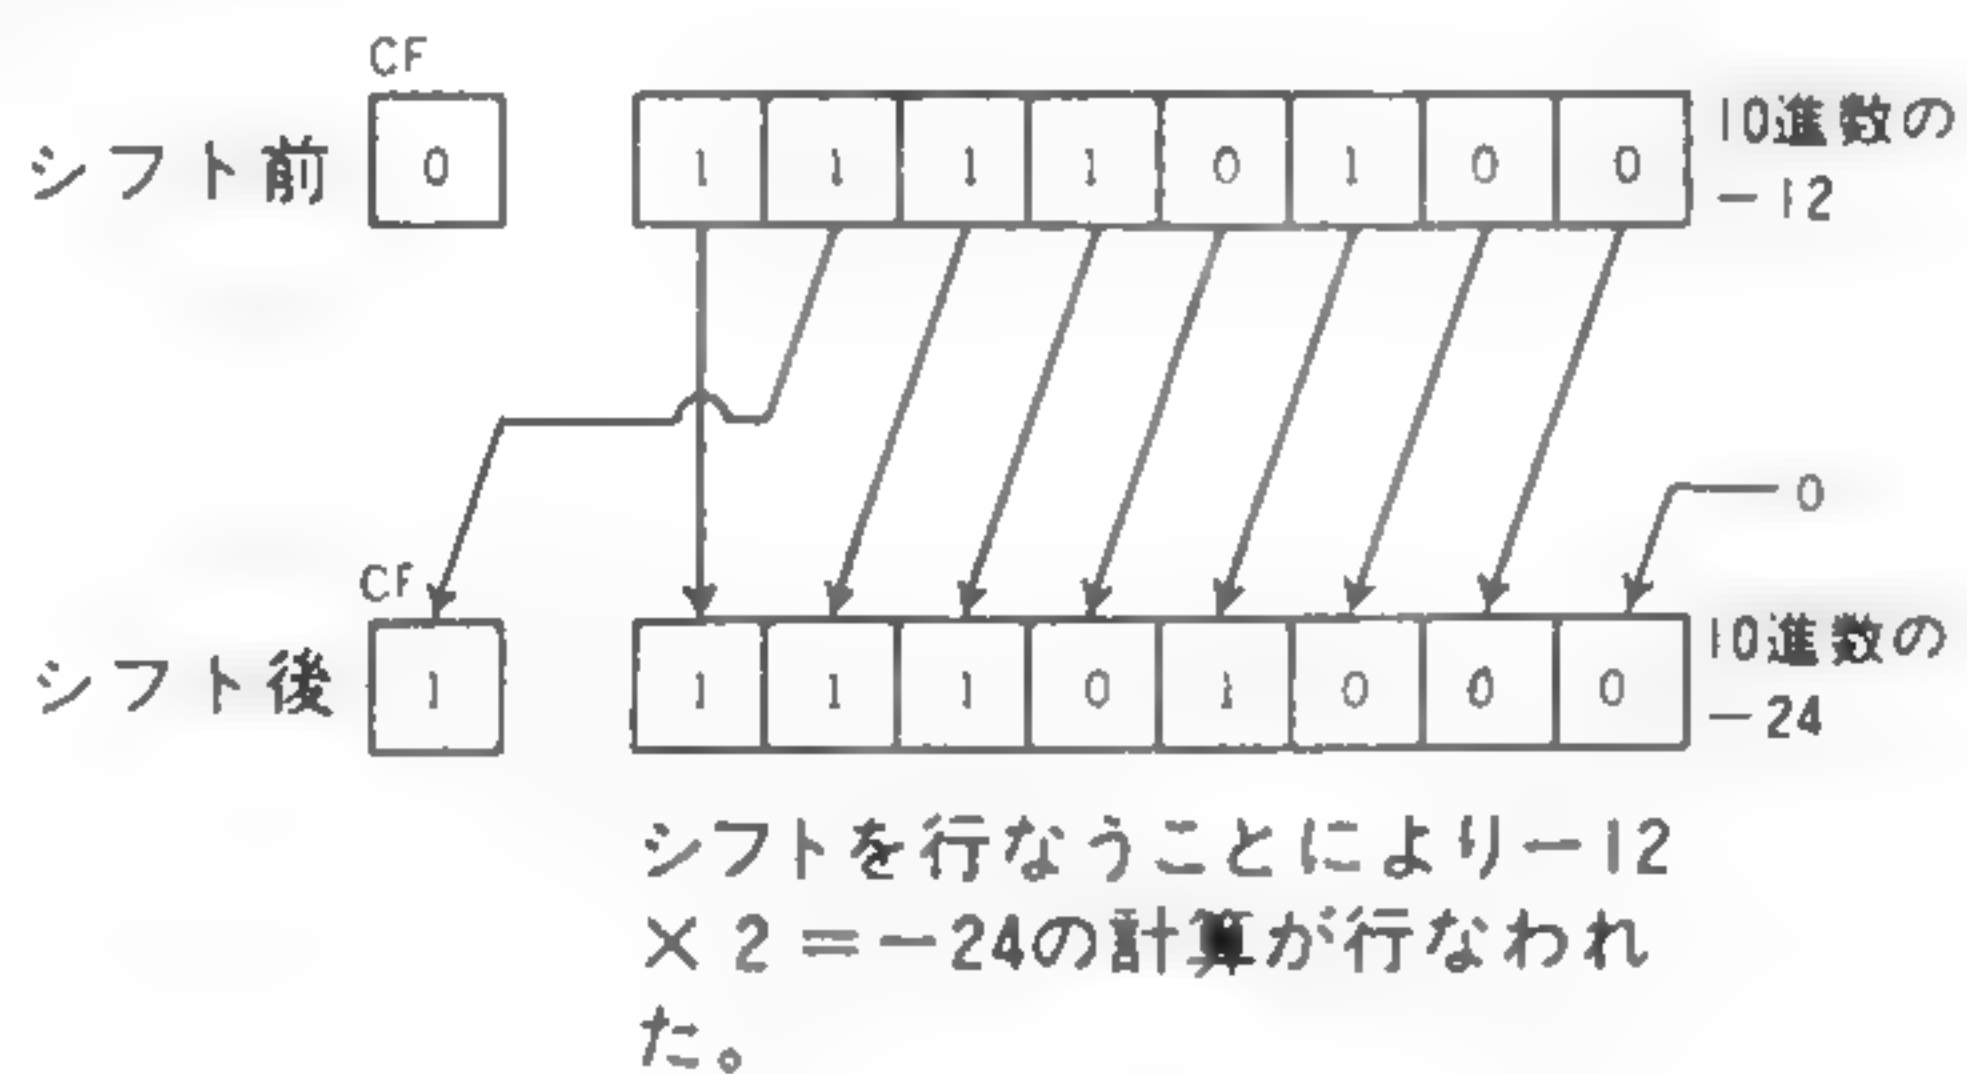 CF
シフト前 0 1 1 1 1 0 1 0 0 10進数の
−12
0
CF
シフト後 1 1 1 1 0 1 0 0 0 10進数の
−24
シフトを行なうことにより−12
× 2 =−24の計算が行なわれ
た。